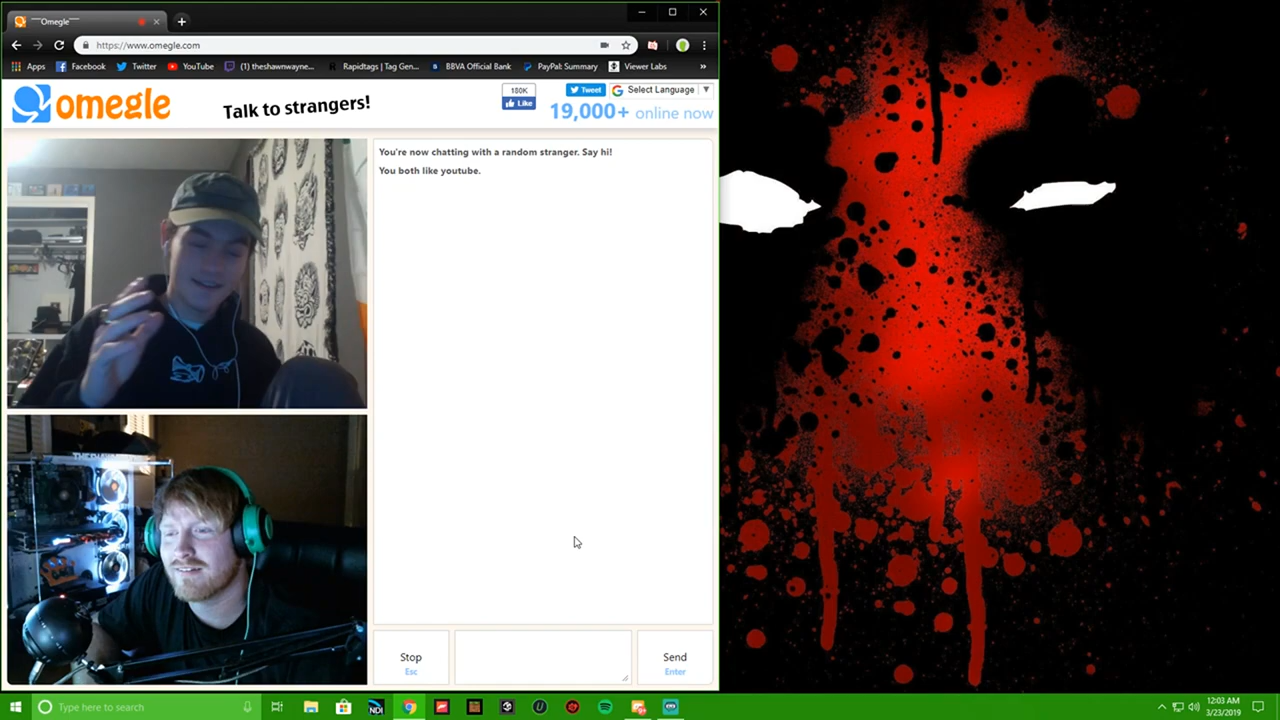 Omegle
https://www.omegle.com
Apps Facebook Twitter YouTube (1) theshawnwayne... Rapidtags | Tag Gen... BBVA Official Bank PayPal: Summary Viewer Labs »
omegle
Talk to strangers!
180K
Like
Tweet
Select Language ▼
19,000+ online now
You're now chatting with a random stranger. Say hi!
You both like youtube.
Stop
Esc
Send
Enter
Type here to search
NDI
12:03 AM
3/23/2019